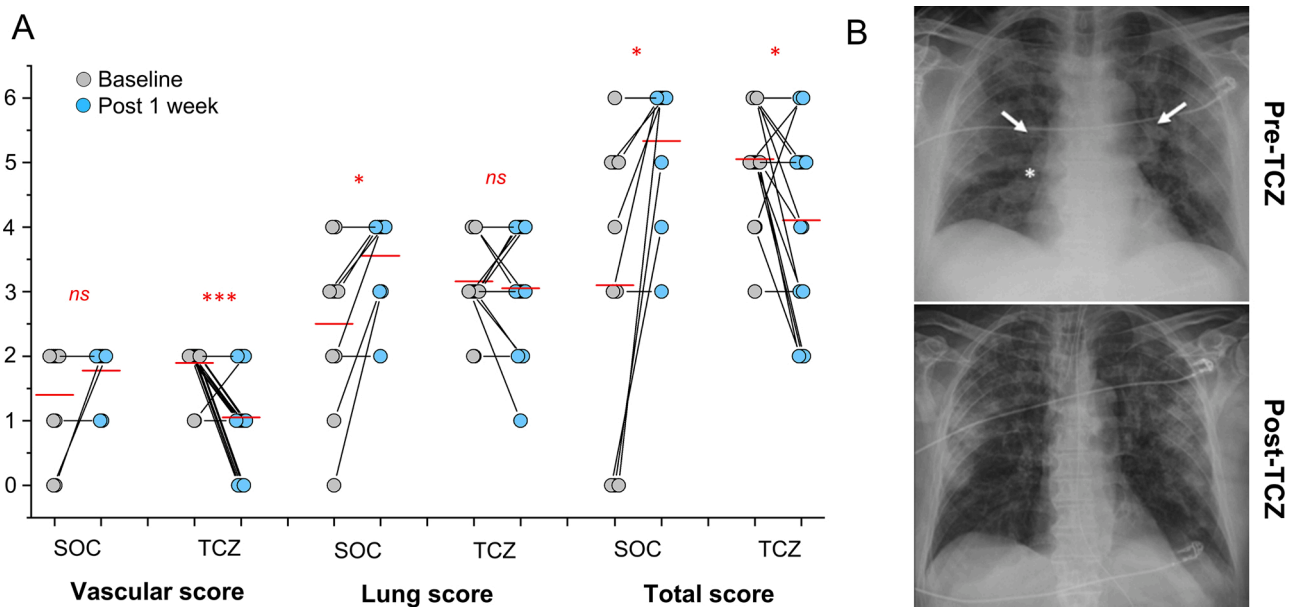 A
B
Baseline
Post 1 week
6
5
4
3
2
1
0
ns
***
*
ns
*
*
SOC
TCZ
SOC
TCZ
SOC
TCZ
Vascular score
Lung score
Total score
*
Pre-TCZ
Post-TCZ